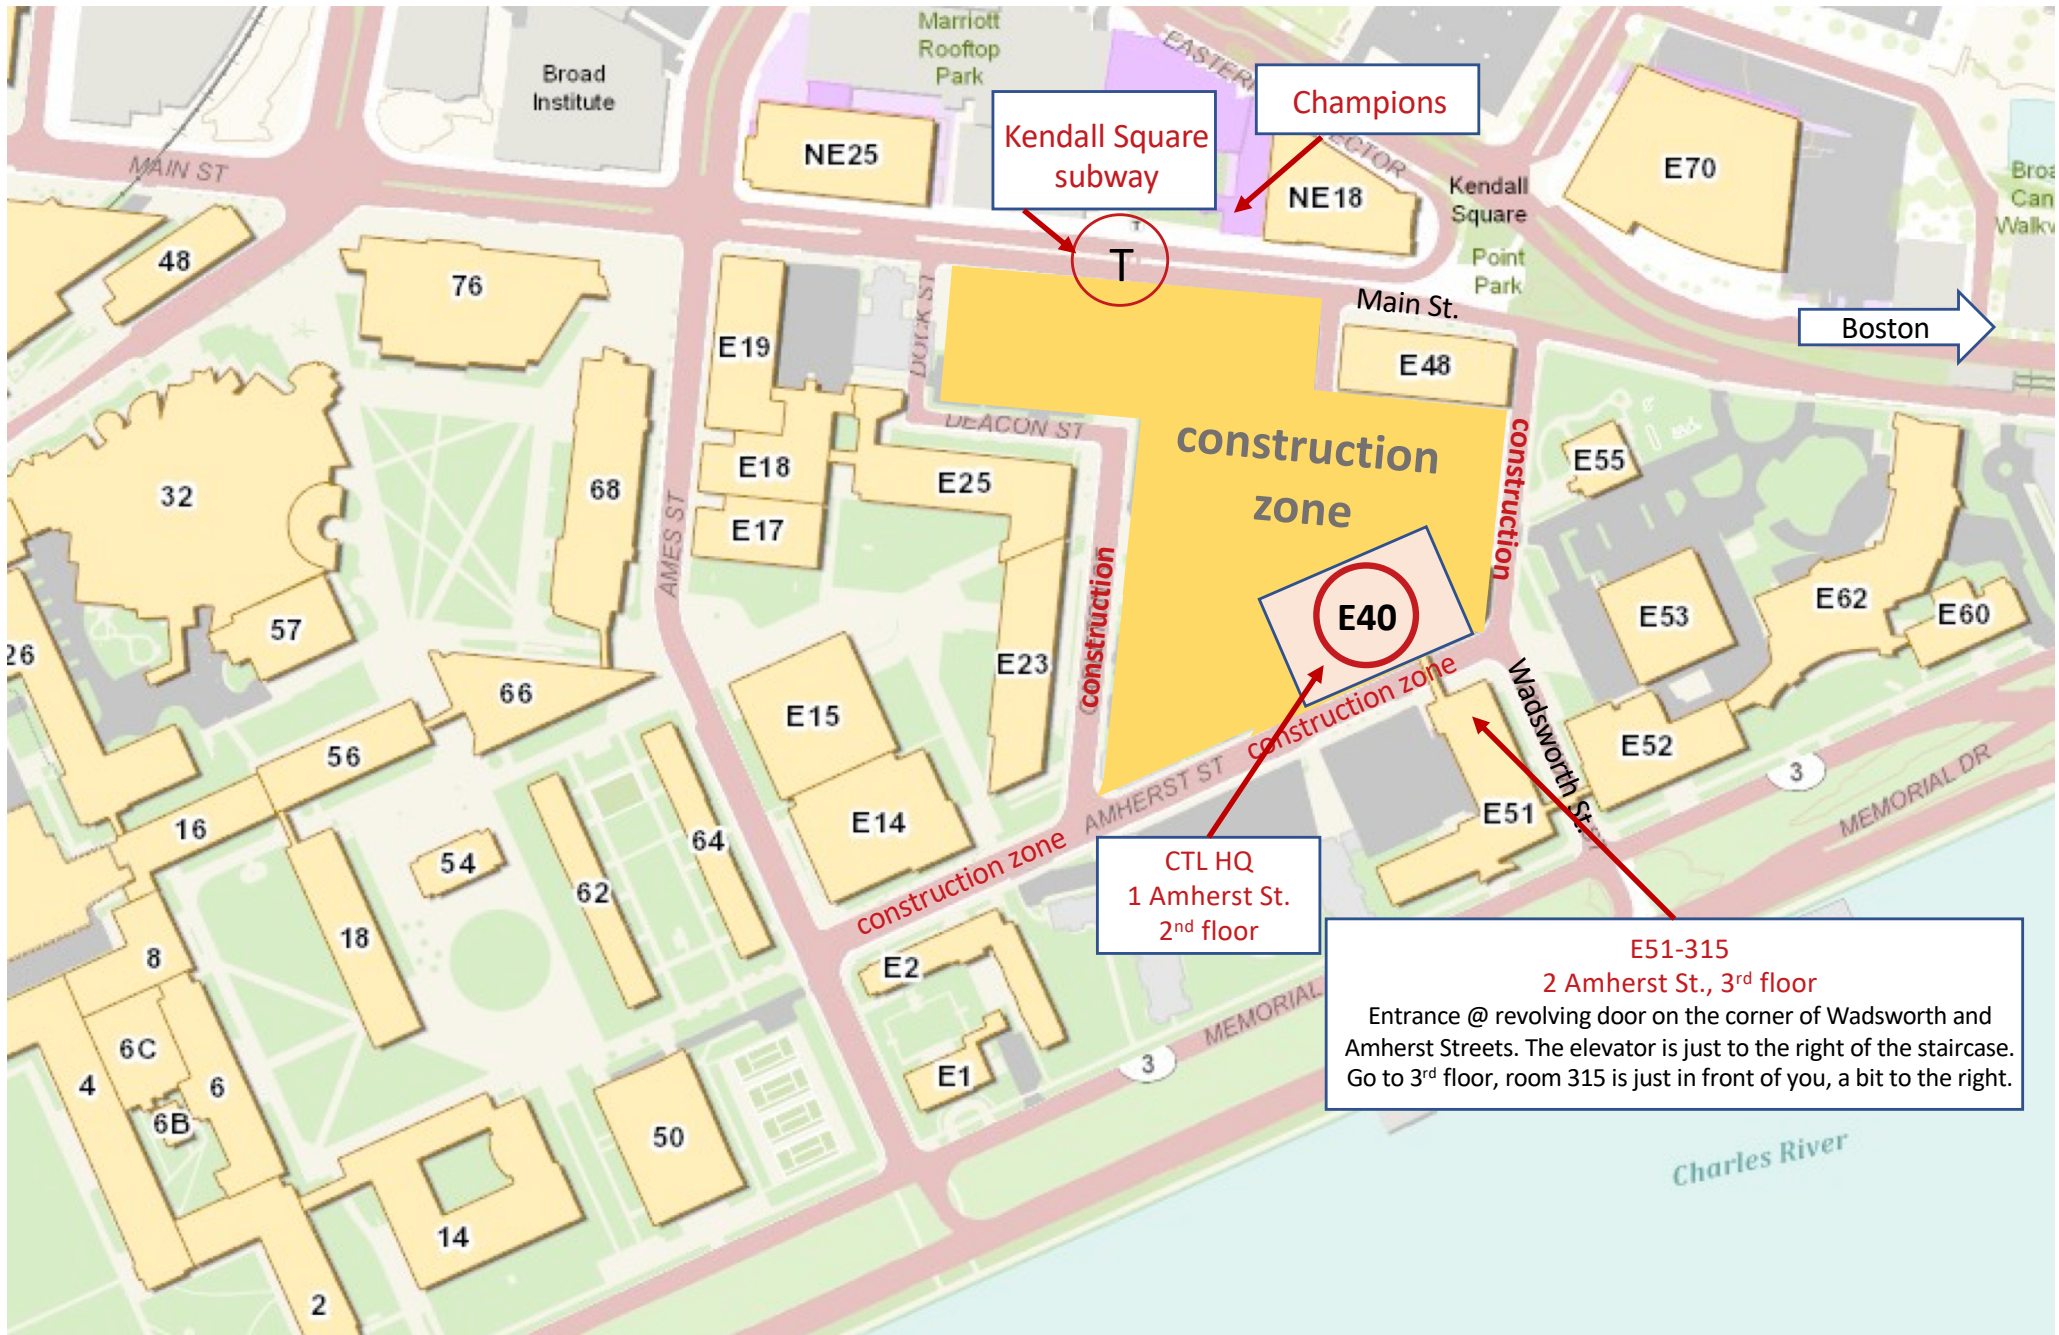 Marriott
Rooftop
Park
EASTERN
Broad
Institute
Champions
Kendall Square
subway
NE25
MAIN ST
NE18
Kendall
Square
E70
48
76
T
Point
Park
Main St.
Boston
E19
DOCK ST
E48
DEACON ST
construction
zone
construction
E55
32
68
E18
E25
E17
AMES ST
construction
E40
E53
E62
E60
57
26
E23
66
construction zone
Wadsworth St.
E15
E52
56
3
MEMORIAL DR
AMHERST ST
E51
16
54
64
E14
construction zone
62
CTL HQ
1 Amherst St.
2nd floor
18
8
E2
E51-315
2 Amherst St., 3rd floor
Entrance @ revolving door on the corner of Wadsworth and
Amherst Streets. The elevator is just to the right of the staircase.
Go to 3rd floor, room 315 is just in front of you, a bit to the right.
MEMORIAL
6C
4
6
E1
3
6B
50
Charles River
14
2